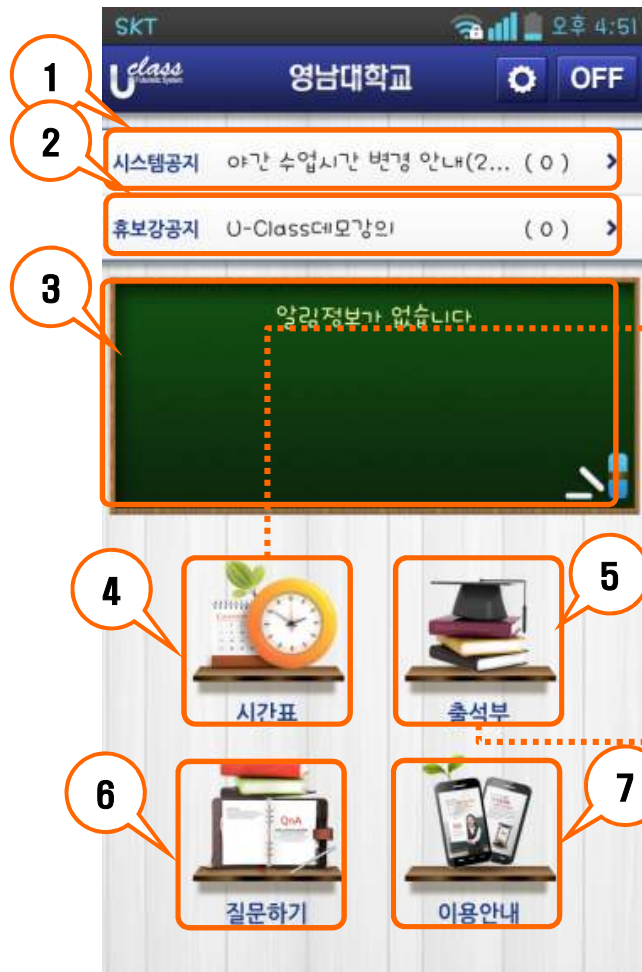 SKT 오후 4:51
Uclass 영남대학교 OFF
1
시스템공지 야간 수업시간 변경 안내(2... (0) >
2
휴보강공지 U-Class데모강의 (0) >
3
알림정보가 없습니다
4
시간표
5
출석부
6
QnA
질문하기
7
이용안내